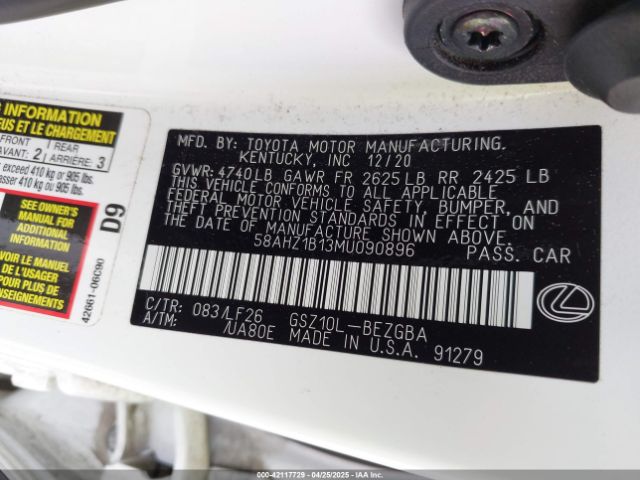 INFORMATION
EUS ET LE CHARGEMENT
FRONT
AVANT: 2
REAR
ARRIÈRE: 3
exceed 410 kg or 905 lbs.
asser 410 kg ou 905 lbs.
SEE OWNER'S
MANUAL FOR
ADDITIONAL
INFORMATION
VOIR LE MANUEL
DE L'USAGER
POUR PLUS DE
RENSEIGNEMENTS
D9
42661-06C90
MFD. BY: TOYOTA MOTOR MANUFACTURING.
KENTUCKY, INC 12/20
GVWR: 4740LB GAWR FR 2625LB RR 2425 LB
THIS VEHICLE CONFORMS TO ALL APPLICABLE
FEDERAL MOTOR VEHICLE SAFETY, BUMPER, AND
THEFT PREVENTION STANDARDS IN EFFECT ON
THE DATE OF MANUFACTURE SHOWN ABOVE.
58AHZ1B13MU090896 PASS. CAR
C/TR: 083/LF26 GSZ10L-BEZGBA
A/TM: /UA80E MADE IN U.S.A. 91279
000-42117729 - 04/25/2025 - IAAI.COM